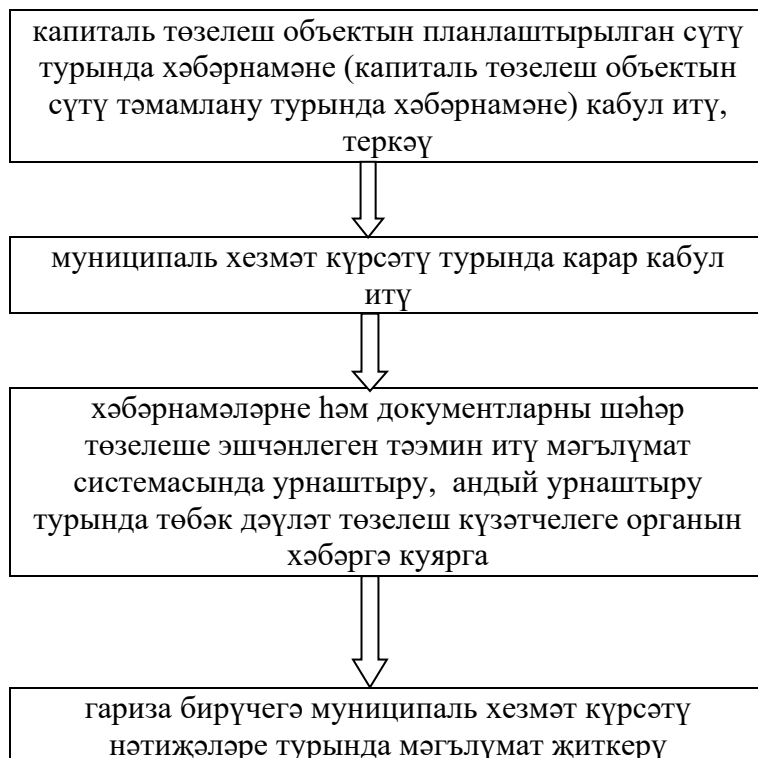 капиталь төзелеш объектын планлаштырылган сүтү
турында хәбәрнамәне (капиталь төзелеш объектын
сүтү тәмамлану турында хәбәрнамәне) кабул итү,
теркәү
муниципаль хезмәт күрсәтү турында карар кабул
итү
хәбәрнамәләрне һәм документларны шәһәр
төзелеше эшчәнлеген тәэмин итү мәгълүмат
системасында урнаштыру, андый урнаштыру
турында төбәк дәүләт төзелеш күзәтчелеге органын
хәбәргә куярга
гариза бирүчегә муниципаль хезмәт күрсәтү
нәтиҗәләре турында мәгълүмат җиткерү